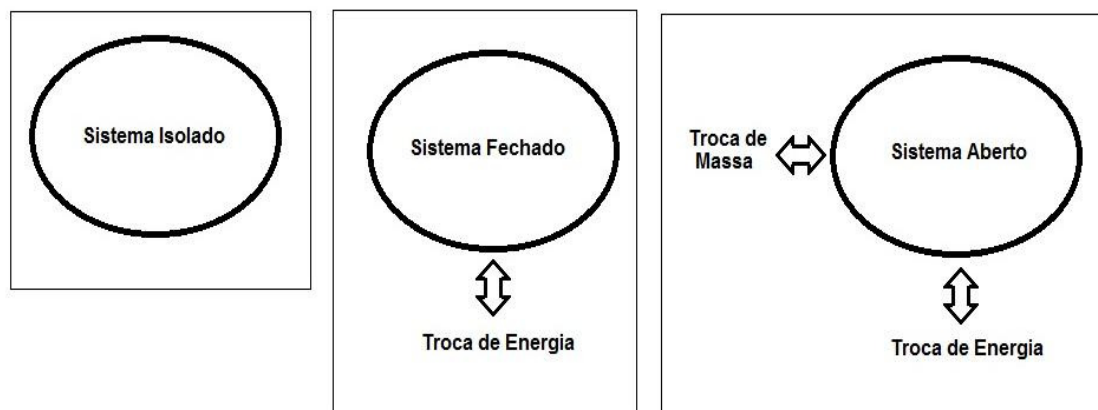 Sistema Isolado
Sistema Fechado
Troca de Energia
Troca de
Massa
Sistema Aberto
Troca de Energia